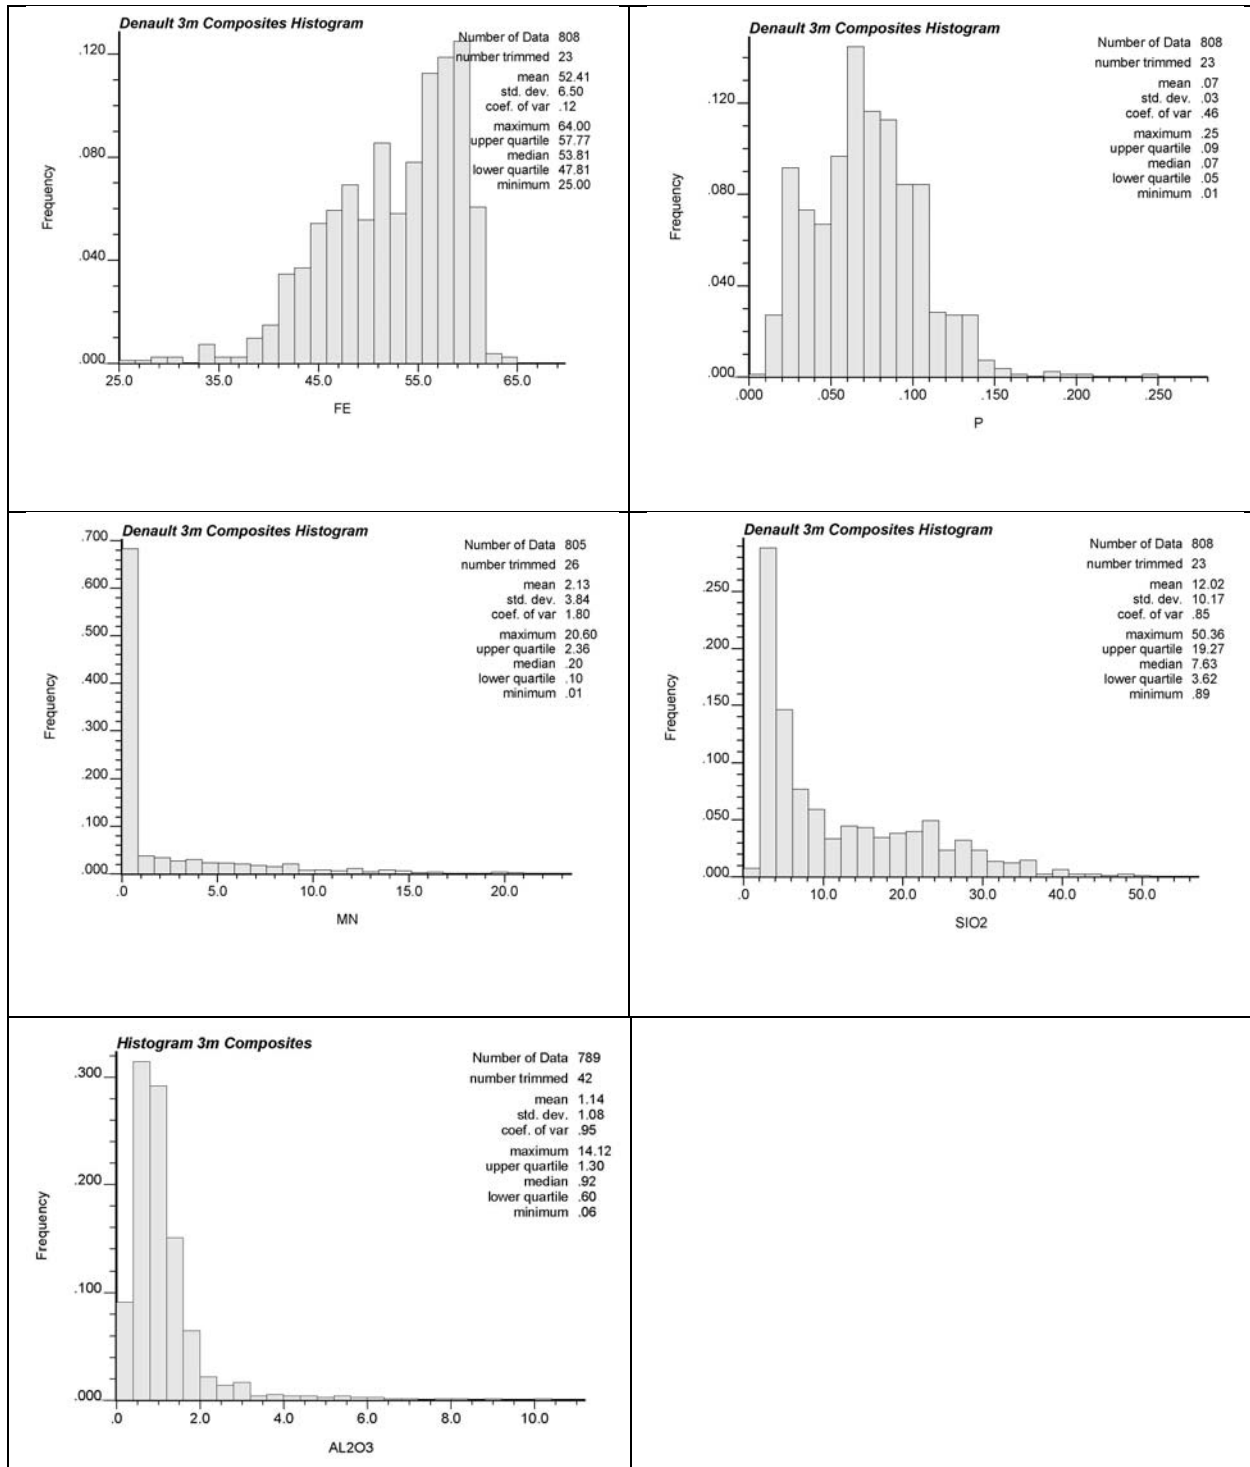 Denault 3m Composites Histogram
Number of Data 808
number trimmed 23
mean 52.41
std. dev. 6.50
coef. of var .12
maximum 64.00
upper quartile 57.77
median 53.81
lower quartile 47.81
minimum 25.00
Frequency
.120
.080
.040
.000
25.0 35.0 45.0 55.0 65.0
FE
Denault 3m Composites Histogram
Number of Data 808
number trimmed 23
mean .07
std. dev. .03
coef. of var .46
maximum .25
upper quartile .09
median .07
lower quartile .05
minimum .01
Frequency
.120
.080
.040
.000
.000 .050 .100 .150 .200 .250
P
Denault 3m Composites Histogram
Number of Data 805
number trimmed 26
mean 2.13
std. dev. 3.84
coef. of var 1.80
maximum 20.60
upper quartile 2.36
median .20
lower quartile .10
minimum .01
Frequency
.700
.600
.500
.400
.300
.200
.100
.000
.0 5.0 10.0 15.0 20.0
MN
Denault 3m Composites Histogram
Number of Data 808
number trimmed 23
mean 12.02
std. dev. 10.17
coef. of var .85
maximum 50.36
upper quartile 19.27
median 7.63
lower quartile 3.62
minimum .89
Frequency
.250
.200
.150
.100
.050
.000
.0 10.0 20.0 30.0 40.0 50.0
SIO2
Histogram 3m Composites
Number of Data 789
number trimmed 42
mean 1.14
std. dev. 1.08
coef. of var .95
maximum 14.12
upper quartile 1.30
median .92
lower quartile .60
minimum .06
Frequency
.300
.200
.100
.000
.0 2.0 4.0 6.0 8.0 10.0
AL2O3